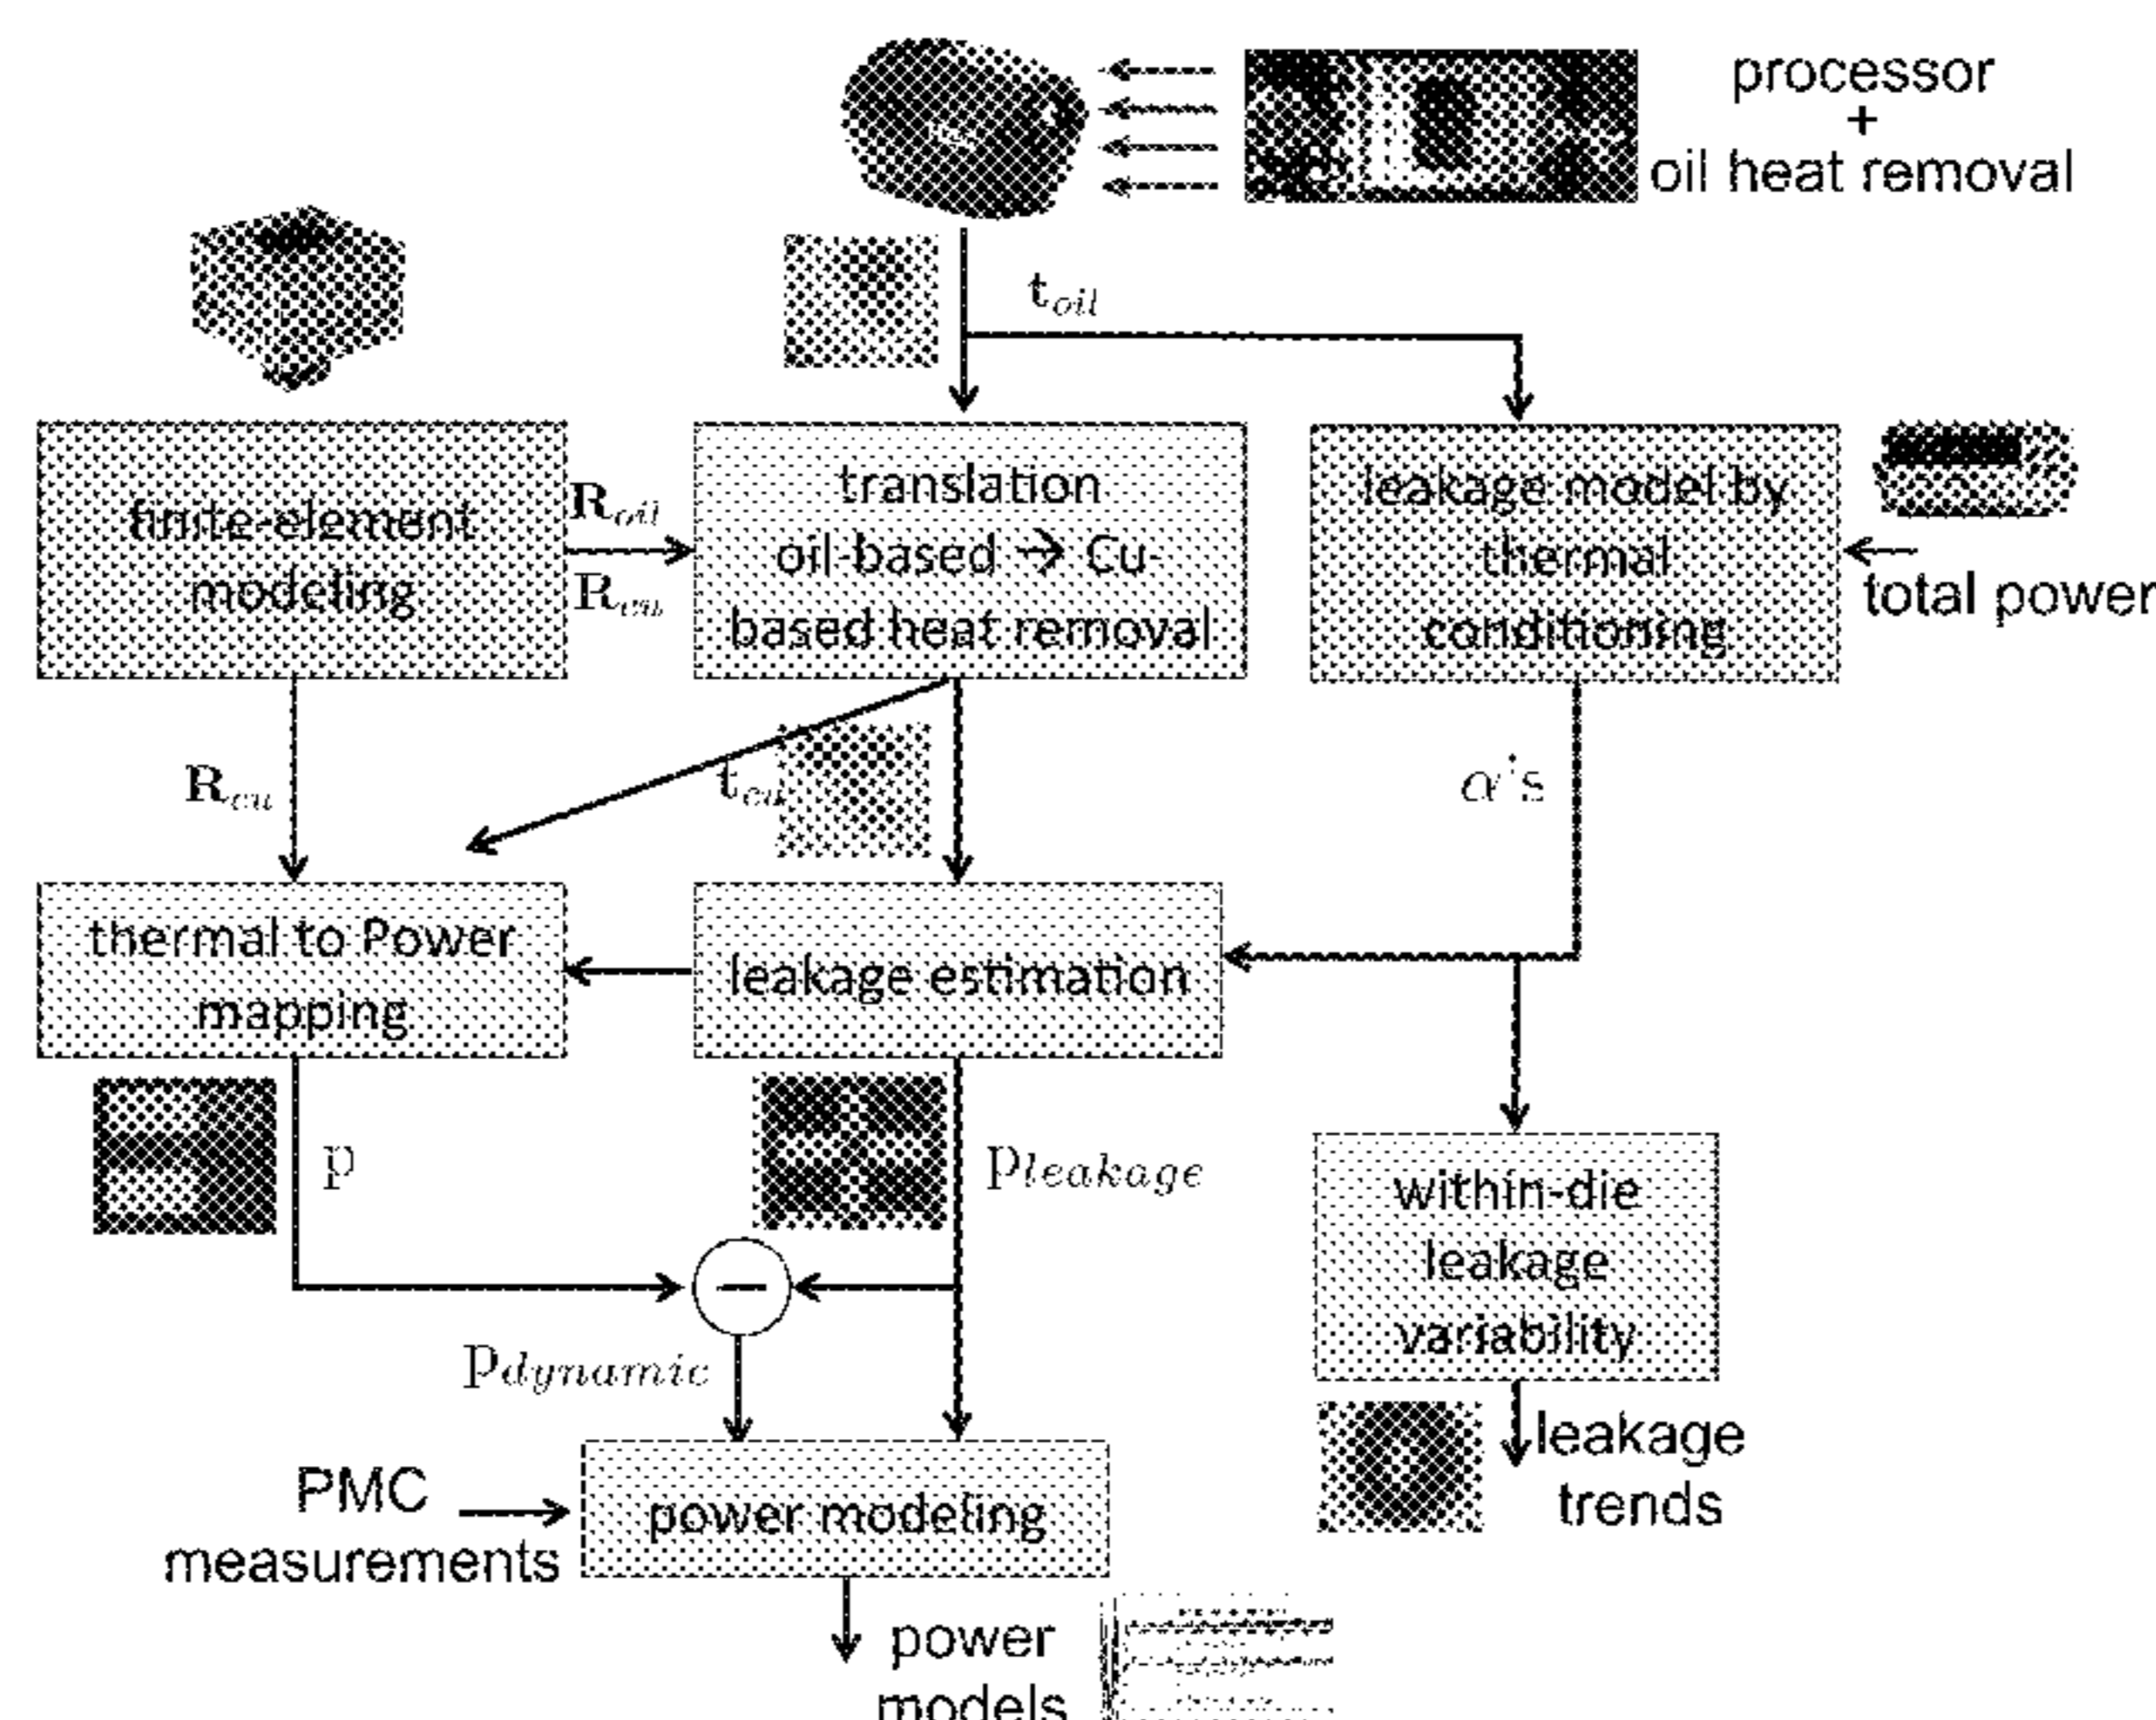 processor
+
oil heat removal
t_oil
finite-element
modeling
R_oil
R_cu
translation
oil-based → Cu-
based heat removal
leakage model by
thermal
conditioning
total power
R_cu
t_cu
α's
thermal to Power
mapping
leakage estimation
p
p_leakage
within-die
leakage
variability
p_dynamic
leakage
trends
PMC
measurements
power modeling
power
models